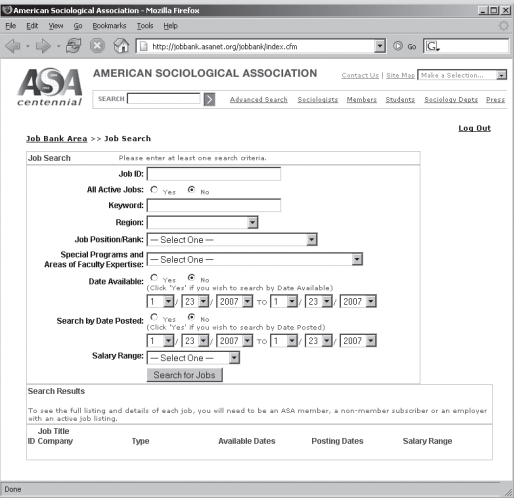 American Sociological Association - Mozilla Firefox
File Edit View Go Bookmarks Tools Help
http://jobbank.asanet.org/jobbank/index.cfm Go G
ASA AMERICAN SOCIOLOGICAL ASSOCIATION Contact Us | Site Map Make a Selection...
centennial SEARCH Advanced Search Sociologists Members Students Sociology Depts Press
Log Out
Job Bank Area >> Job Search
Job Search Please enter at least one search criteria.
Job ID:
All Active Jobs: Yes No
Keyword:
Region:
Job Position/Rank: — Select One —
Special Programs and
Areas of Faculty Expertise: — Select One —
Date Available: Yes No
(Click 'Yes' if you wish to search by Date Available)
1 / 23 / 2007 TO 1 / 23 / 2007
Search by Date Posted: Yes No
(Click 'Yes' if you wish to search by Date Posted)
1 / 23 / 2007 TO 1 / 23 / 2007
Salary Range: — Select One —
Search for Jobs
Search Results
To see the full listing and details of each job, you will need to be an ASA member, a non-member subscriber or an employer
with an active job listing.
Job Title
ID Company Type Available Dates Posting Dates Salary Range
Done